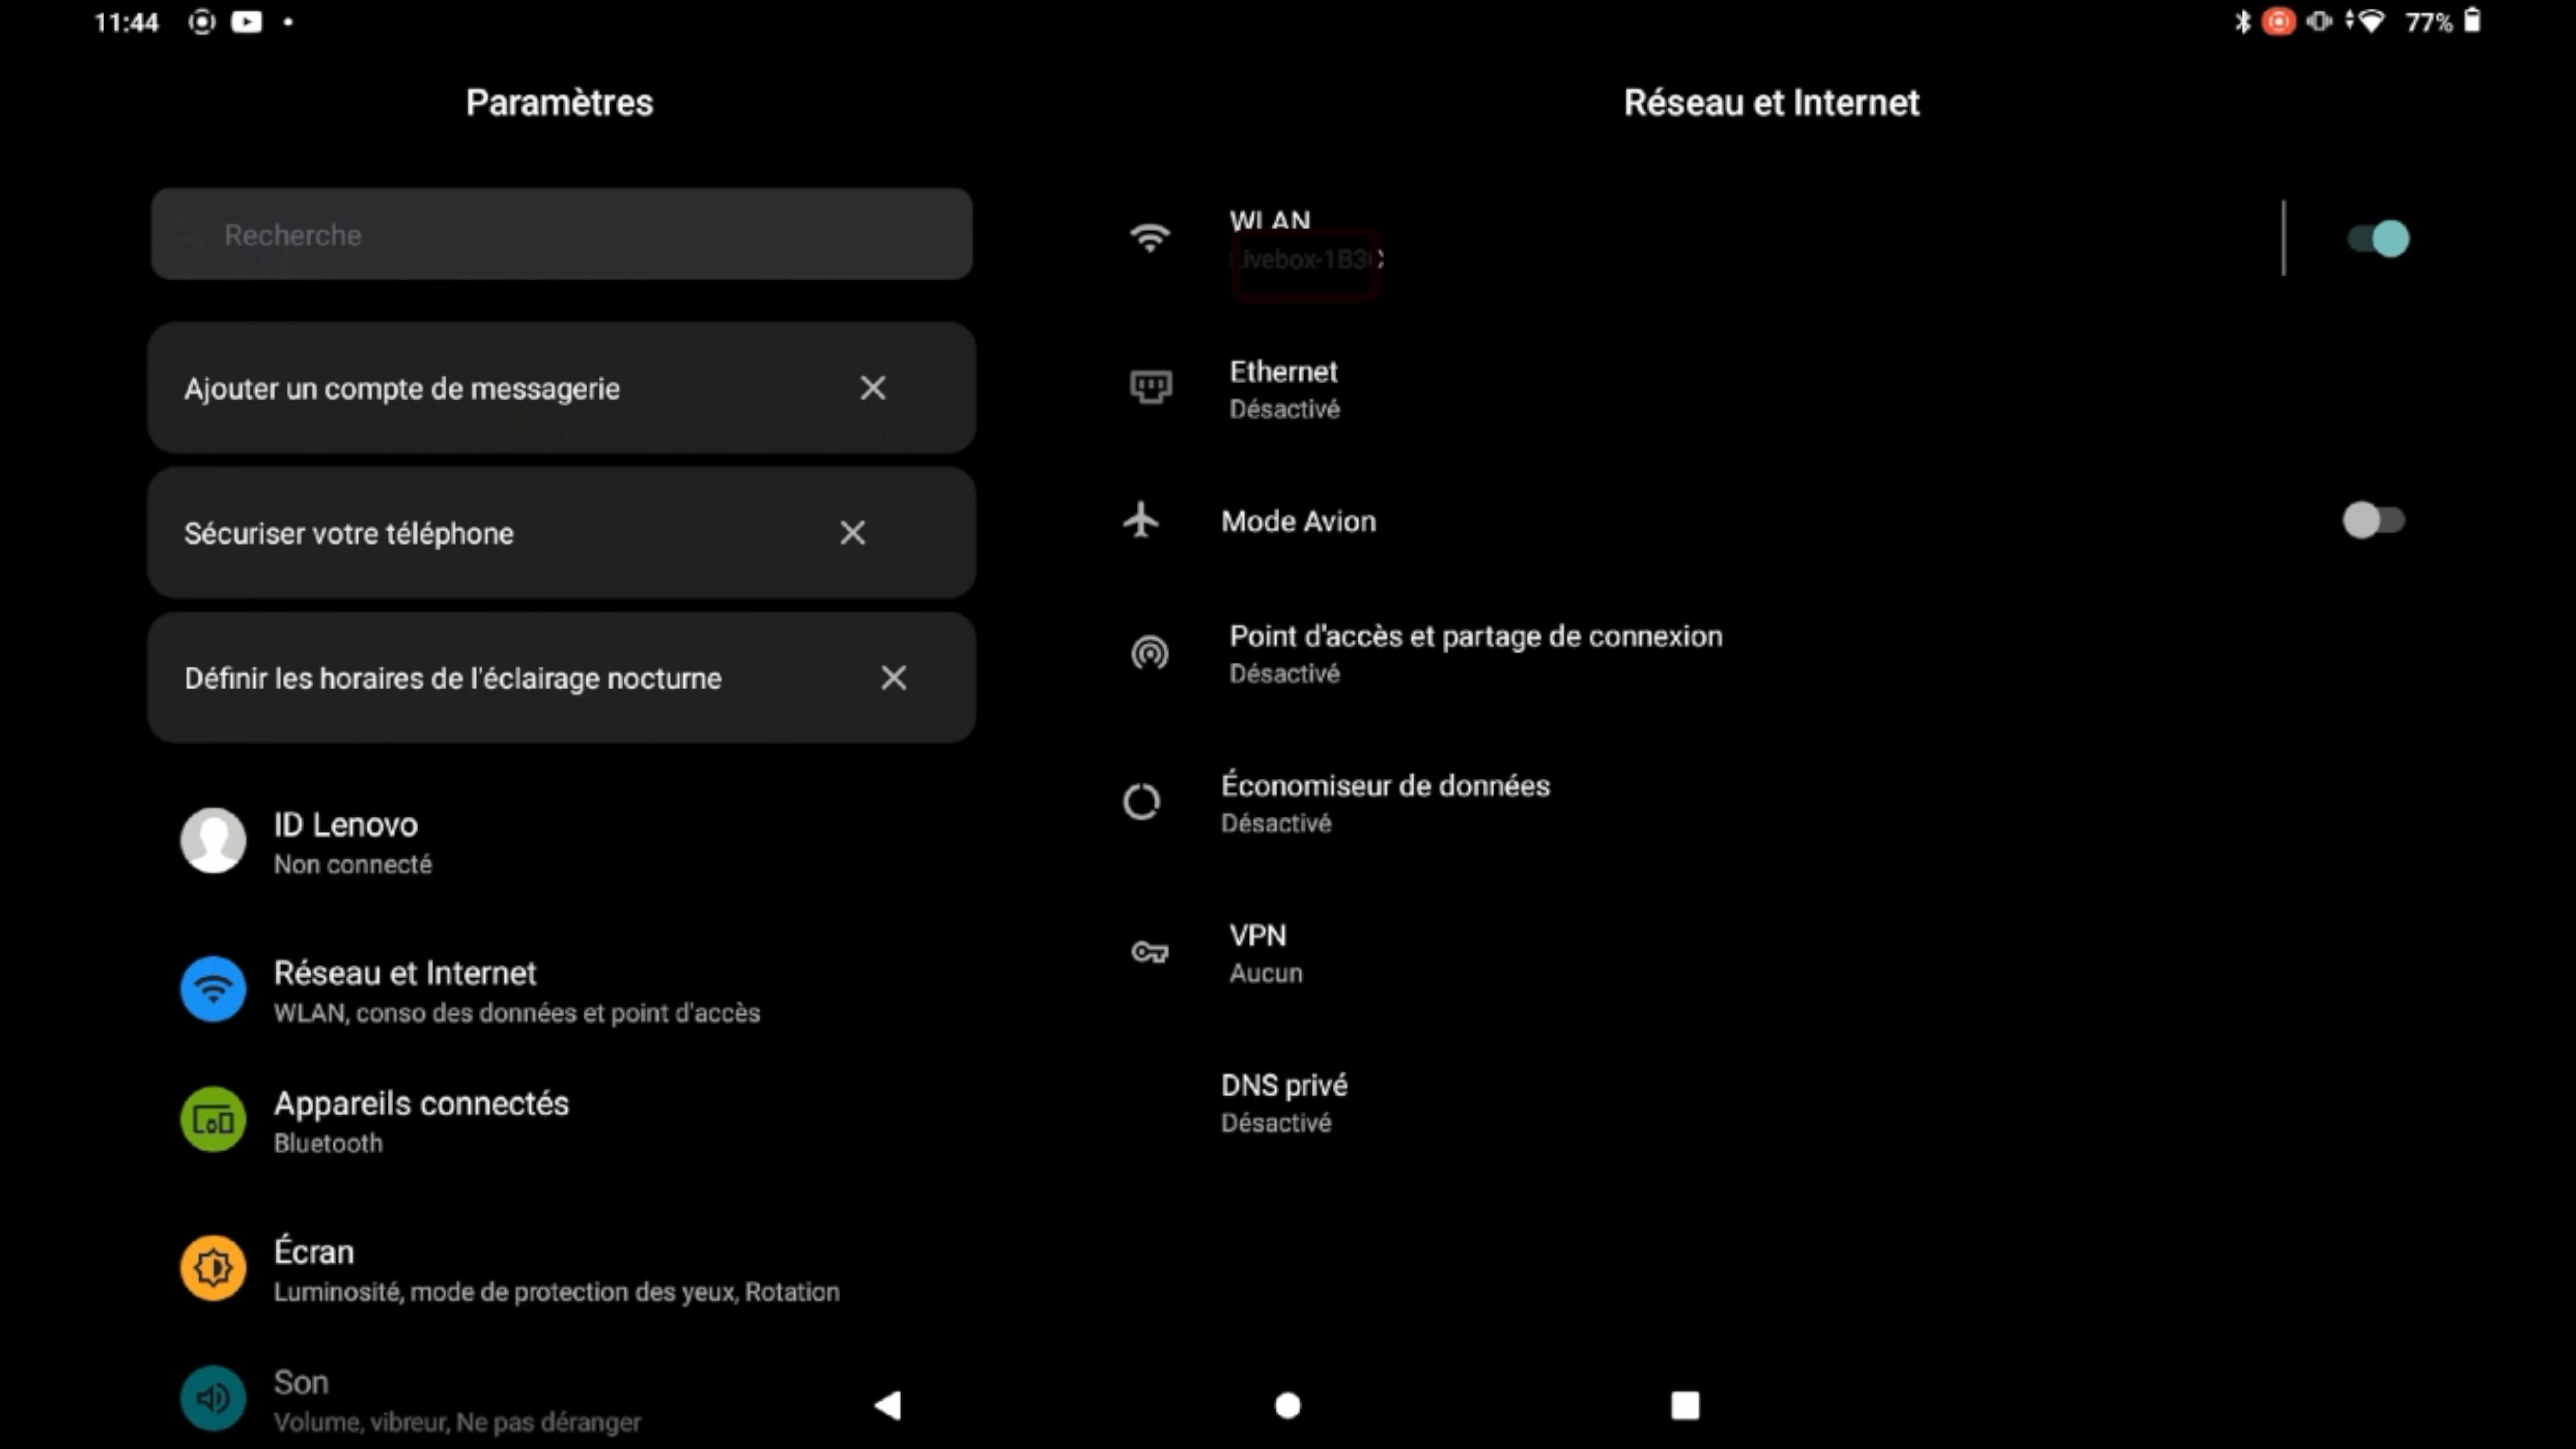 11:44
77%
Paramètres
Recherche
Ajouter un compte de messagerie
Sécuriser votre téléphone
Définir les horaires de l'éclairage nocturne
ID Lenovo
Non connecté
Réseau et Internet
WLAN, conso des données et point d'accès
Appareils connectés
Bluetooth
Écran
Luminosité, mode de protection des yeux, Rotation
Son
Volume, vibreur, Ne pas déranger
Réseau et Internet
WLAN
Ethernet
Désactivé
Mode Avion
Point d'accès et partage de connexion
Désactivé
Économiseur de données
Désactivé
VPN
Aucun
DNS privé
Désactivé